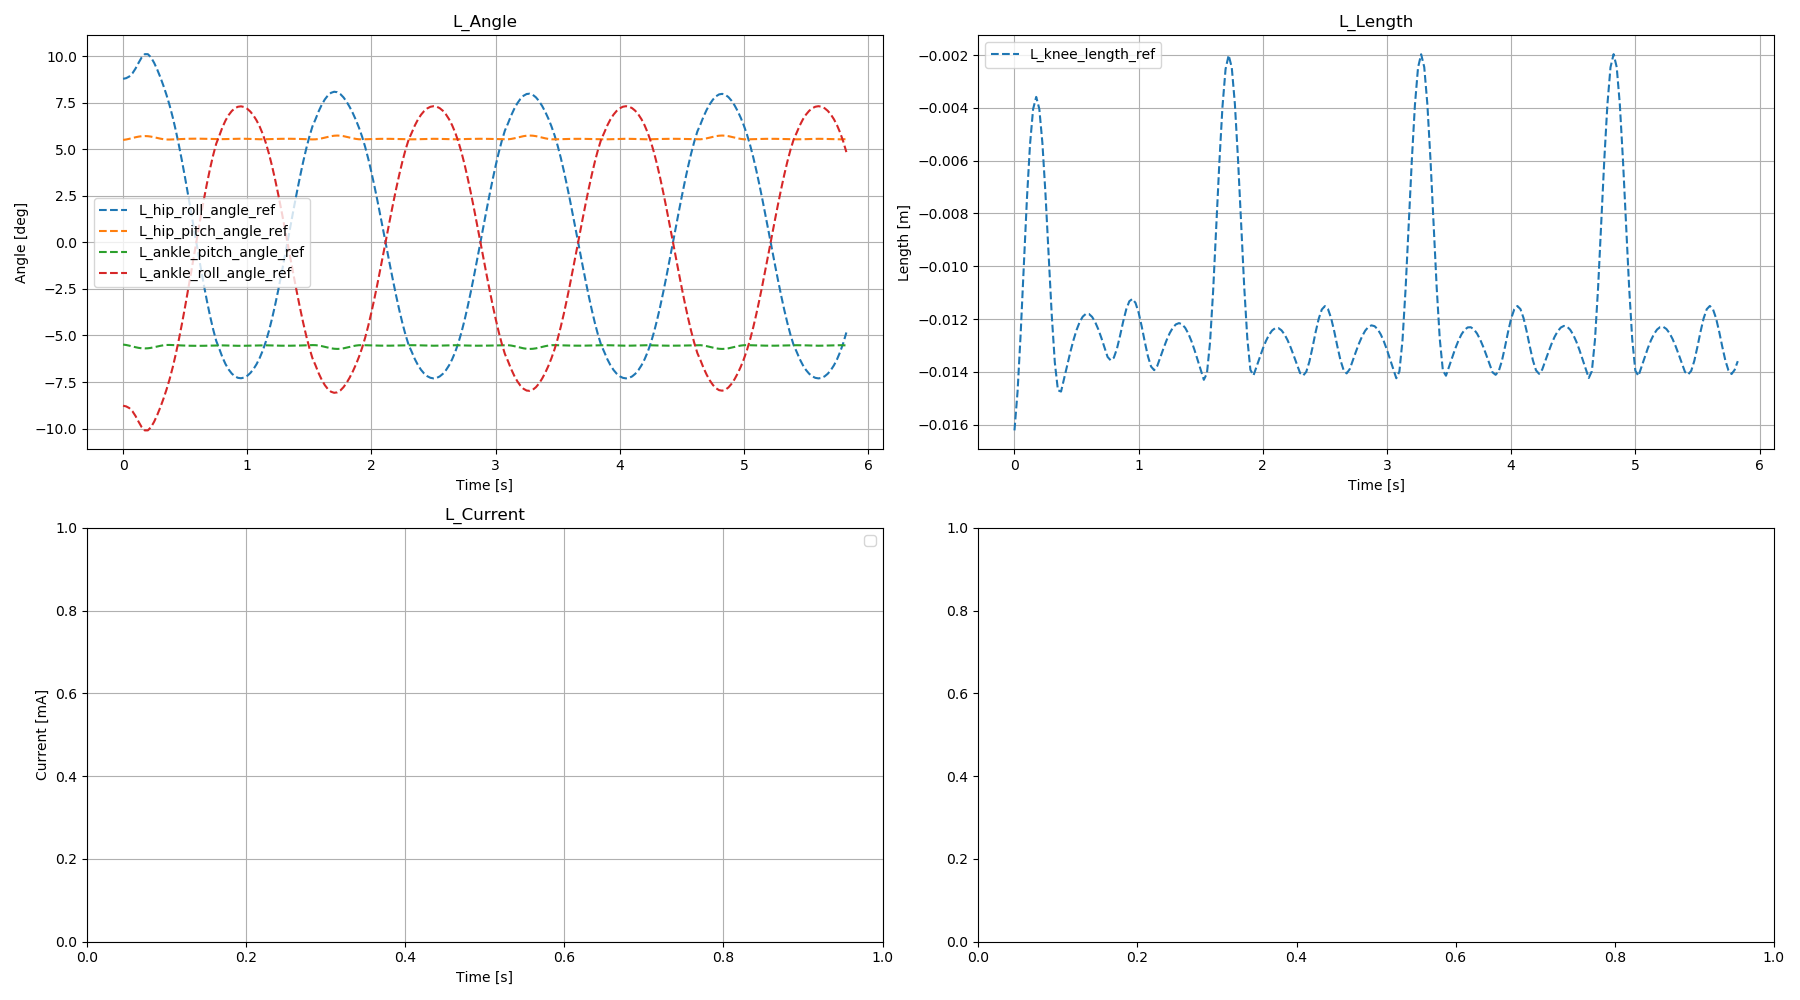 L_Angle
Angle [deg]
10.0
7.5
5.0
2.5
0.0
−2.5
−5.0
−7.5
−10.0
L_hip_roll_angle_ref
L_hip_pitch_angle_ref
L_ankle_pitch_angle_ref
L_ankle_roll_angle_ref
0 1 2 3 4 5 6
Time [s]
L_Length
Length [m]
−0.002
−0.004
−0.006
−0.008
−0.010
−0.012
−0.014
−0.016
L_knee_length_ref
0 1 2 3 4 5 6
Time [s]
L_Current
Current [mA]
1.0
0.8
0.6
0.4
0.2
0.0
0.0 0.2 0.4 0.6 0.8 1.0
Time [s]
1.0
0.8
0.6
0.4
0.2
0.0
0.0 0.2 0.4 0.6 0.8 1.0